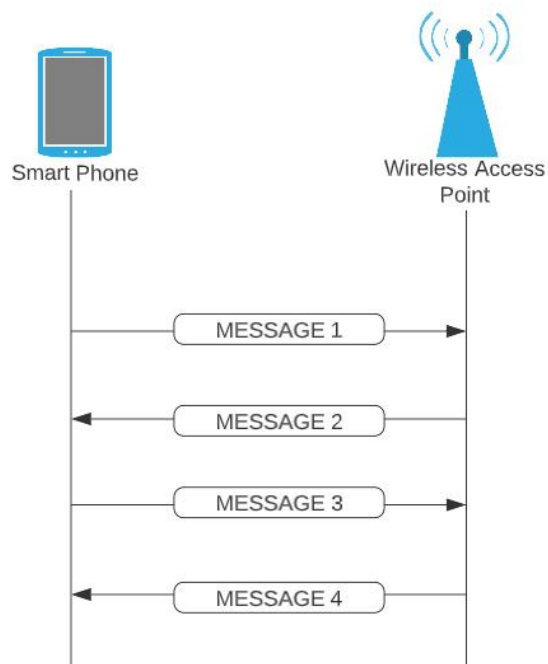 Smart Phone
Wireless Access
Point
MESSAGE 1
MESSAGE 2
MESSAGE 3
MESSAGE 4